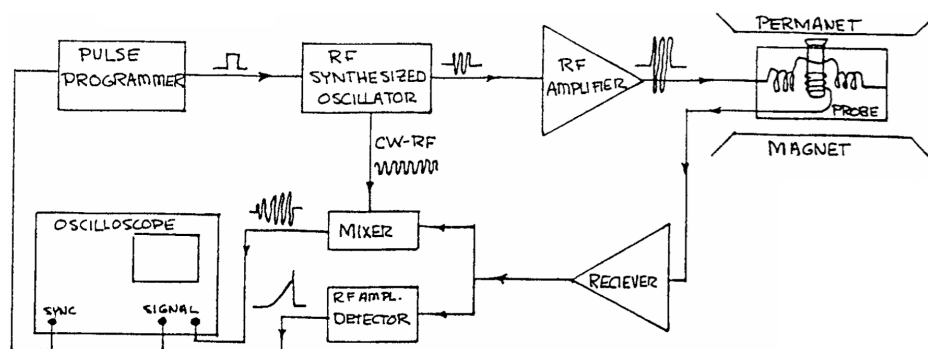 PULSE
PROGRAMMER
RF
SYNTHESIZED
OSCILLATOR
RF
AMPLIFIER
PERMANET
PROBE
MAGNET
CW-RF
OSCILLOSCOPE
SYNC
SIGNAL
MIXER
RF AMPL.
DETECTOR
RECIEVER